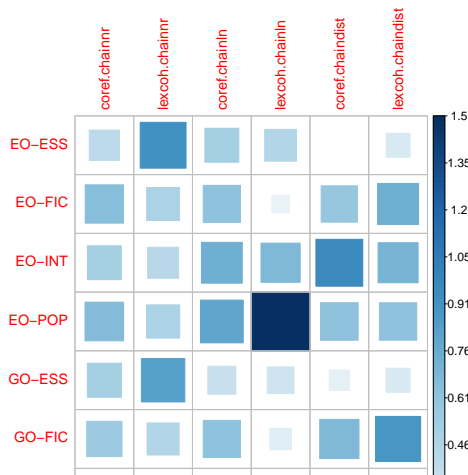 coref.chainnr
lexcoh.chainnr
coref.chainln
lexcoh.chainln
coref.chaindist
lexcoh.chaindist
EO−ESS
EO−FIC
EO−INT
EO−POP
GO−ESS
GO−FIC
1.5
1.35
1.2
0.91
0.76
0.61
0.46